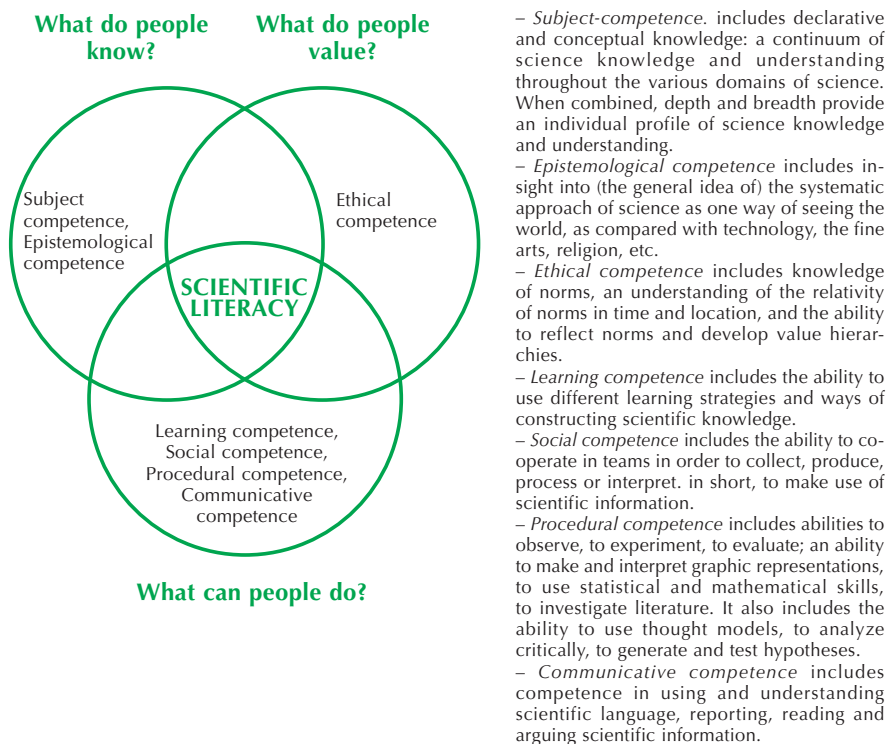 What do people
know?
What do people
value?
Subject
competence,
Epistemological
competence
Ethical
competence
SCIENTIFIC
LITERACY
Learning competence,
Social competence,
Procedural competence,
Communicative
competence
What can people do?
– Subject-competence. includes declarative
and conceptual knowledge: a continuum of
science knowledge and understanding
throughout the various domains of science.
When combined, depth and breadth provide
an individual profile of science knowledge
and understanding.
– Epistemological competence includes in-
sight into (the general idea of) the systematic
approach of science as one way of seeing the
world, as compared with technology, the fine
arts, religion, etc.
– Ethical competence includes knowledge
of norms, an understanding of the relativity
of norms in time and location, and the ability
to reflect norms and develop value hierar-
chies.
– Learning competence includes the ability to
use different learning strategies and ways of
constructing scientific knowledge.
– Social competence includes the ability to co-
operate in teams in order to collect, produce,
process or interpret. in short, to make use of
scientific information.
– Procedural competence includes abilities to
observe, to experiment, to evaluate; an ability
to make and interpret graphic representations,
to use statistical and mathematical skills,
to investigate literature. It also includes the
ability to use thought models, to analyze
critically, to generate and test hypotheses.
– Communicative competence includes
competence in using and understanding
scientific language, reporting, reading and
arguing scientific information.